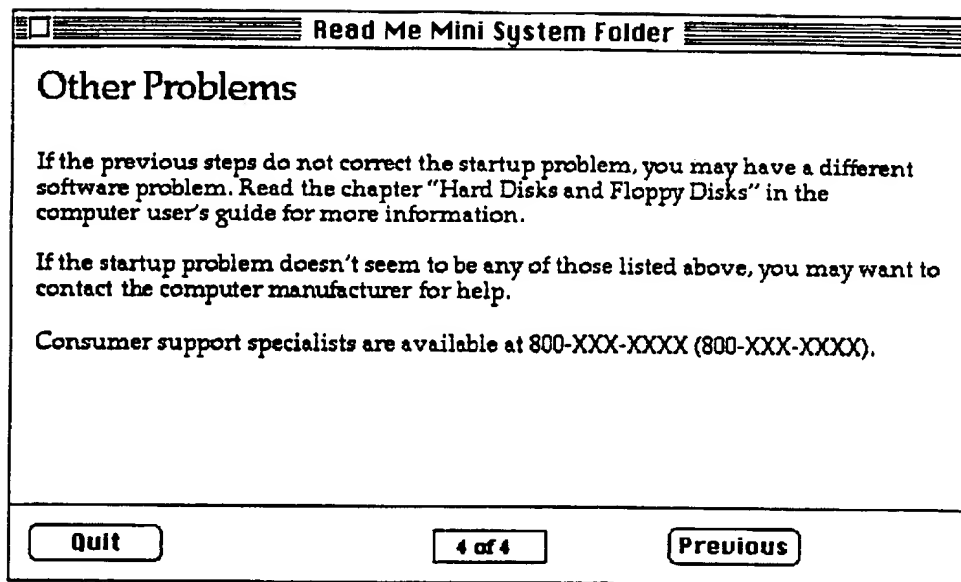 Read Me Mini System Folder
Other Problems
If the previous steps do not correct the startup problem, you may have a different
software problem. Read the chapter "Hard Disks and Floppy Disks" in the
computer user's guide for more information.
If the startup problem doesn't seem to be any of those listed above, you may want to
contact the computer manufacturer for help.
Consumer support specialists are available at 800-XXX-XXXX (800-XXX-XXXX).
Quit
4 of 4
Previous